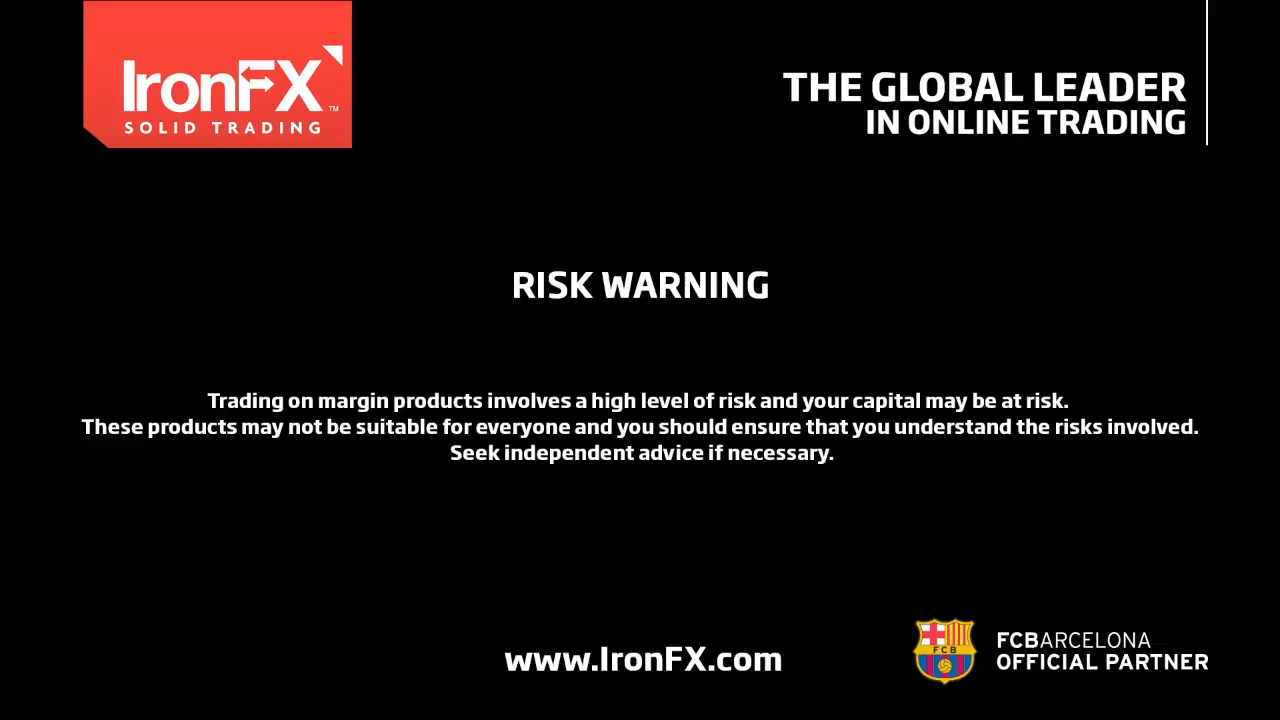 IronFX
TM
SOLID TRADING
THE GLOBAL LEADER
IN ONLINE TRADING
RISK WARNING
Trading on margin products involves a high level of risk and your capital may be at risk.
These products may not be suitable for everyone and you should ensure that you understand the risks involved.
Seek independent advice if necessary.
www.IronFX.com
FCB
FCBARCELONA
OFFICIAL PARTNER